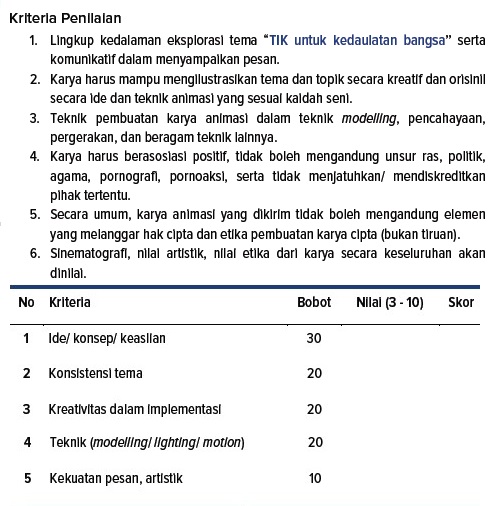 Kriteria Penilaian
1. Lingkup kedalaman eksplorasi tema “TIK untuk kedaulatan bangsa” serta
komunikatif dalam menyampaikan pesan.
2. Karya harus mampu mengilustrasikan tema dan topik secara kreatif dan orisinil
secara ide dan teknik animasi yang sesuai kaidah seni.
3. Teknik pembuatan karya animasi dalam teknik modelling, pencahayaan,
pergerakan, dan beragam teknik lainnya.
4. Karya harus berasosiasi positif, tidak boleh mengandung unsur ras, politik,
agama, pornografi, pornoaksi, serta tidak menjatuhkan/ mendiskreditkan
pihak tertentu.
5. Secara umum, karya animasi yang dikirim tidak boleh mengandung elemen
yang melanggar hak cipta dan etika pembuatan karya cipta (bukan tiruan).
6. Sinematografi, nilai artistik, nilai etika dari karya secara keseluruhan akan
dinilai.
No Kriteria Bobot Nilai (3 - 10) Skor
1 Ide/ konsep/ keaslian 30
2 Konsistensi tema 20
3 Kreativitas dalam implementasi 20
4 Teknik (modelling/ lighting/ motion) 20
5 Kekuatan pesan, artistik 10